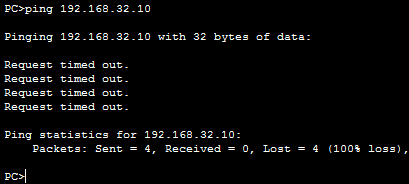 PC>ping 192.168.32.10
Pinging 192.168.32.10 with 32 bytes of data:
Request timed out.
Request timed out.
Request timed out.
Request timed out.
Ping statistics for 192.168.32.10:
Packets: Sent = 4, Received = 0, Lost = 4 (100% loss),
PC>